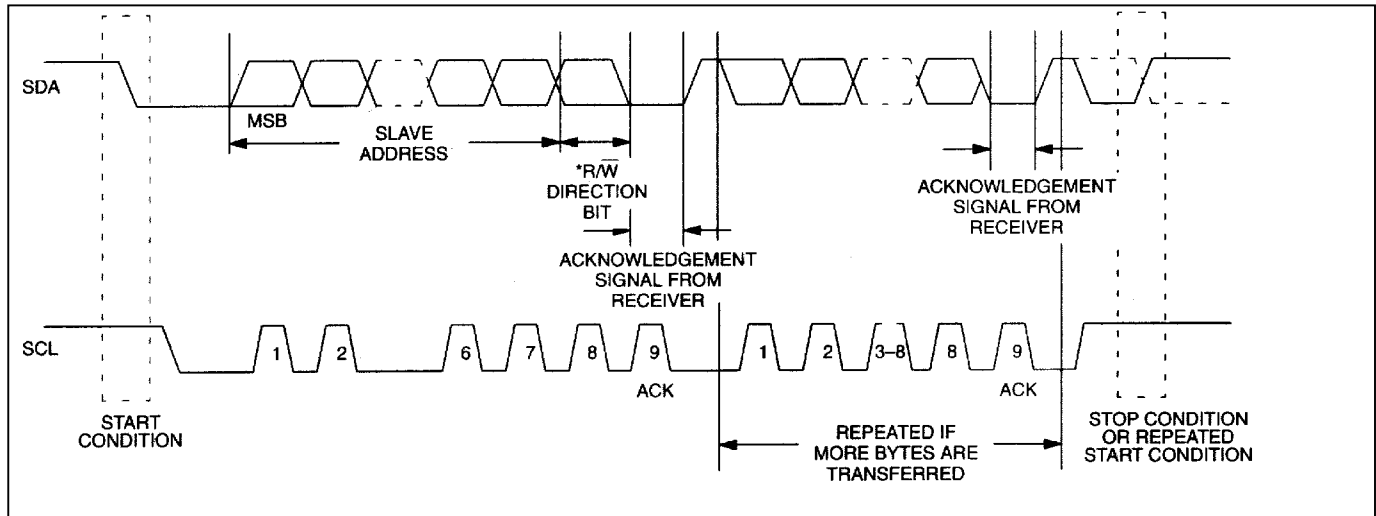 SDA
MSB
SLAVE
ADDRESS
*R/W̅
DIRECTION
BIT
ACKNOWLEDGEMENT
SIGNAL FROM
RECEIVER
ACKNOWLEDGEMENT
SIGNAL FROM
RECEIVER
SCL
1 2 6 7 8 9 1 2 3–8 8 9
ACK ACK
START
CONDITION
REPEATED IF
MORE BYTES ARE
TRANSFERRED
STOP CONDITION
OR REPEATED
START CONDITION